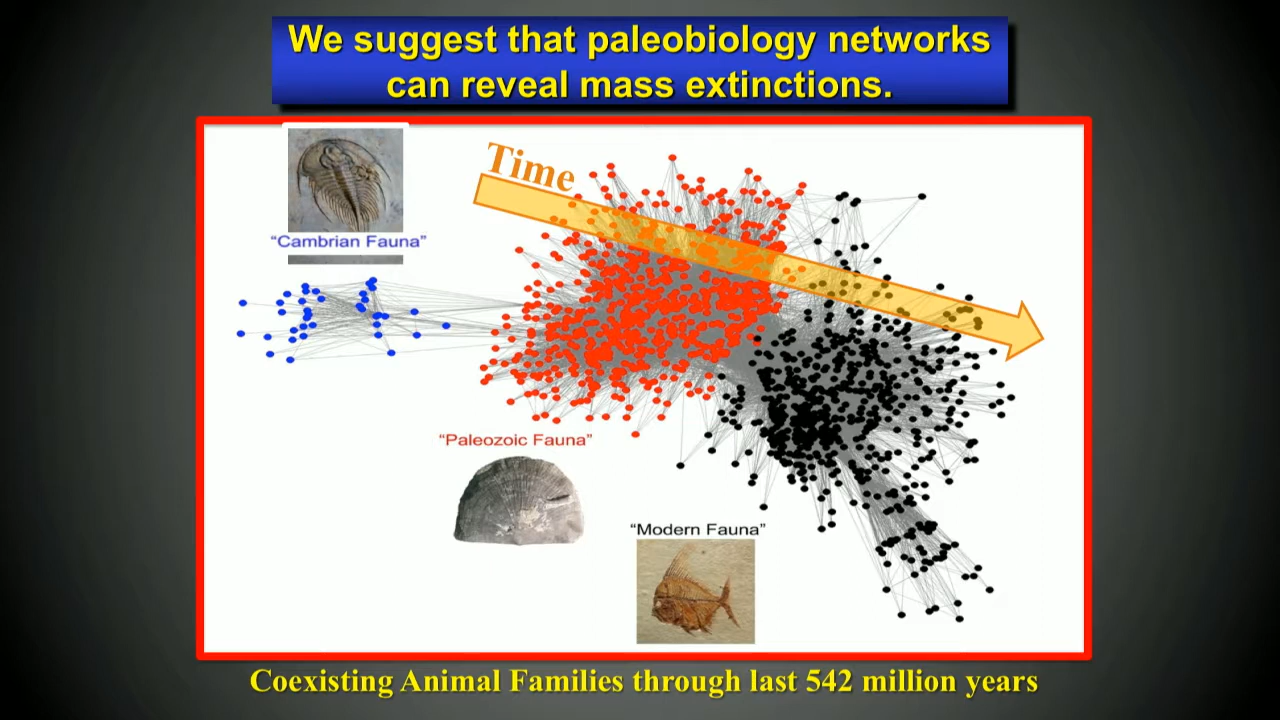 We suggest that paleobiology networks
can reveal mass extinctions.
Time
“Cambrian Fauna”
“Paleozoic Fauna”
“Modern Fauna”
Coexisting Animal Families through last 542 million years